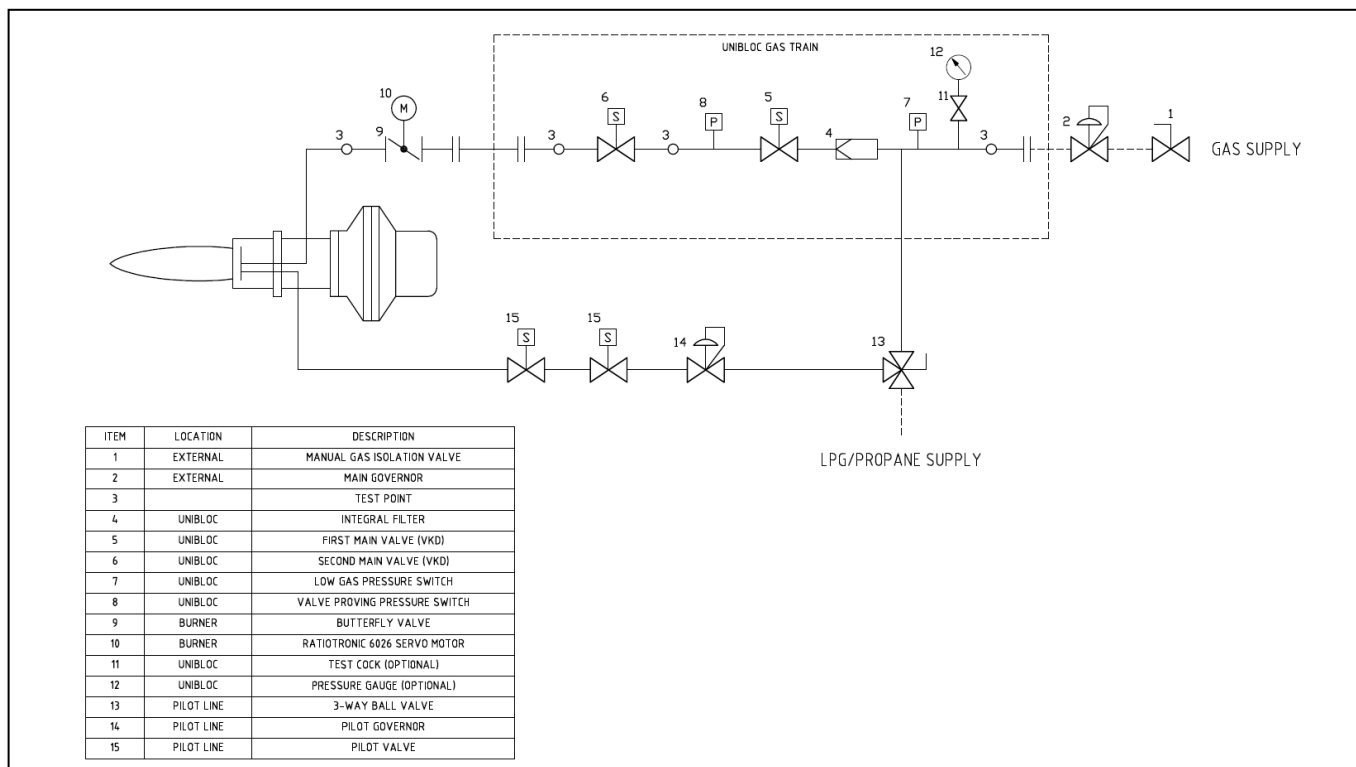 UNIBLOC GAS TRAIN
12
10
6
8
5
7
11
2
1
3
9
3
3
4
3
M
S
P
S
P
GAS SUPPLY
15
15
14
13
S
S
LPG/PROPANE SUPPLY
ITEM LOCATION DESCRIPTION
1 EXTERNAL MANUAL GAS ISOLATION VALVE
2 EXTERNAL MAIN GOVERNOR
3 TEST POINT
4 UNIBLOC INTEGRAL FILTER
5 UNIBLOC FIRST MAIN VALVE (VKD)
6 UNIBLOC SECOND MAIN VALVE (VKD)
7 UNIBLOC LOW GAS PRESSURE SWITCH
8 UNIBLOC VALVE PROVING PRESSURE SWITCH
9 BURNER BUTTERFLY VALVE
10 BURNER RATIOTRONIC 6026 SERVO MOTOR
11 UNIBLOC TEST COCK (OPTIONAL)
12 UNIBLOC PRESSURE GAUGE (OPTIONAL)
13 PILOT LINE 3-WAY BALL VALVE
14 PILOT LINE PILOT GOVERNOR
15 PILOT LINE PILOT VALVE